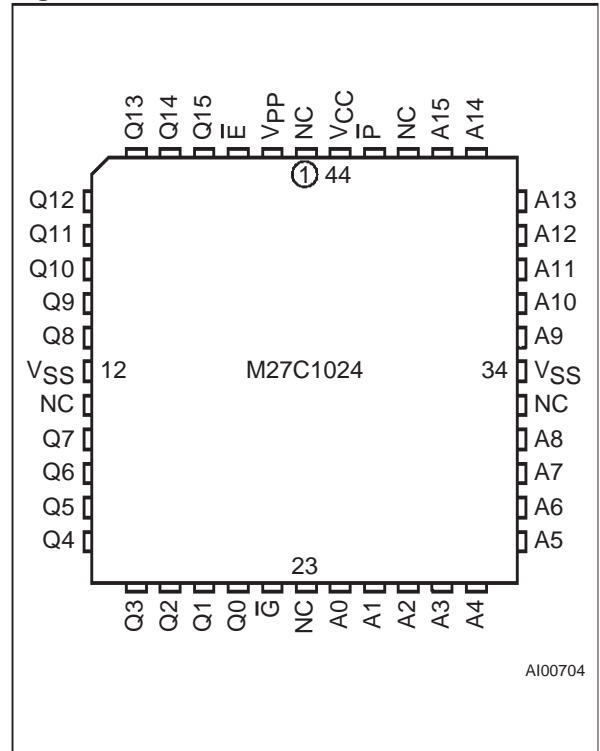 Q13 Q14 Q15 E̅ VPP NC VCC P̅ NC A15 A14
1 44
Q12 A13
Q11 A12
Q10 A11
Q9 A10
Q8 A9
VSS 12 M27C1024 34 VSS
NC NC
Q7 A8
Q6 A7
Q5 A6
Q4 A5
23
Q3 Q2 Q1 Q0 G̅ NC A0 A1 A2 A3 A4
AI00704